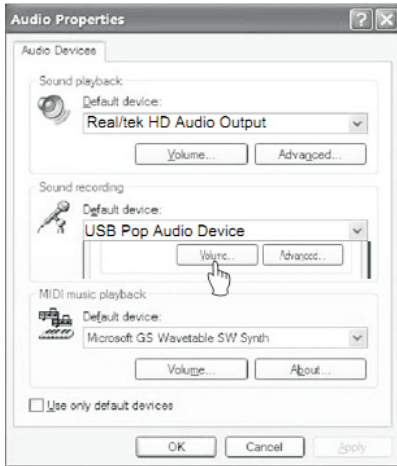 Audio Properties
Audio Devices
Sound playback
Default device:
Real/tek HD Audio Output
Volume... Advanced...
Sound recording
Default device:
USB Pop Audio Device
Volume... Advanced...
MIDI music playback
Default device:
Microsoft GS Wavetable SW Synth
Volume... About...
Use only default devices
OK Cancel Apply